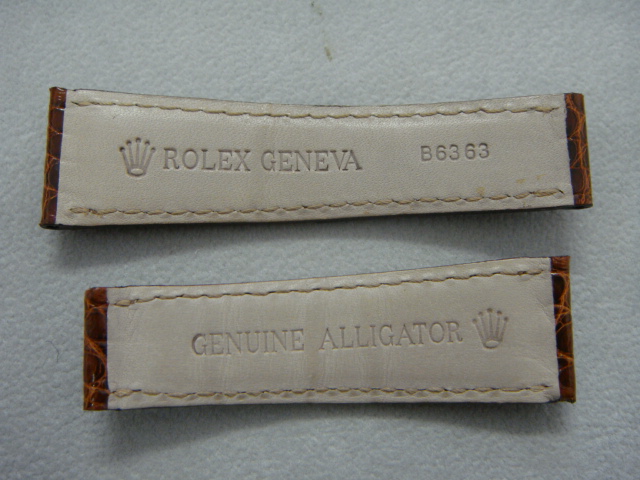 ROLEX GENEVA B6363
GENUINE ALLIGATOR